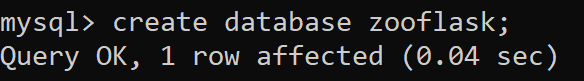 mysql> create database zooflask;
Query OK, 1 row affected (0.04 sec)